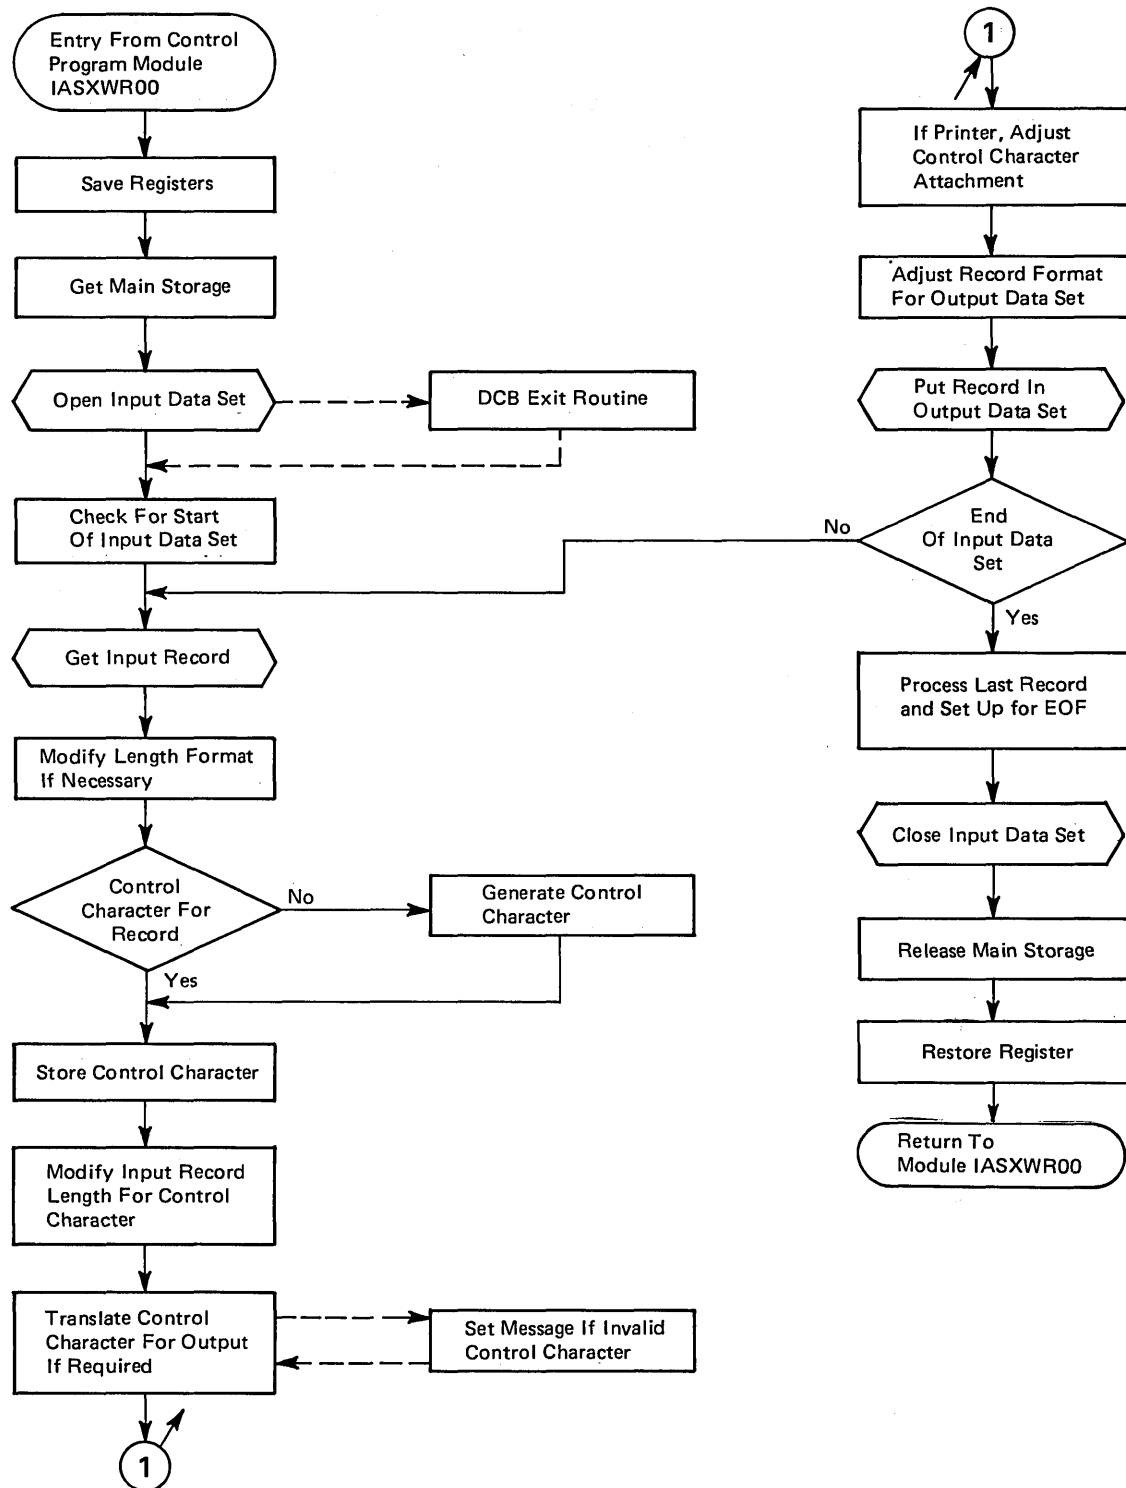 Entry From Control
Program Module
IASXWR00
Save Registers
Get Main Storage
Open Input Data Set
DCB Exit Routine
Check For Start
Of Input Data Set
Get Input Record
Modify Length Format
If Necessary
Control
Character For
Record
No
Generate Control
Character
Yes
Store Control Character
Modify Input Record
Length For Control
Character
Translate Control
Character For Output
If Required
Set Message If Invalid
Control Character
1
1
If Printer, Adjust
Control Character
Attachment
Adjust Record Format
For Output Data Set
Put Record In
Output Data Set
End
Of Input Data
Set
No
Yes
Process Last Record
and Set Up for EOF
Close Input Data Set
Release Main Storage
Restore Register
Return To
Module IASXWR00